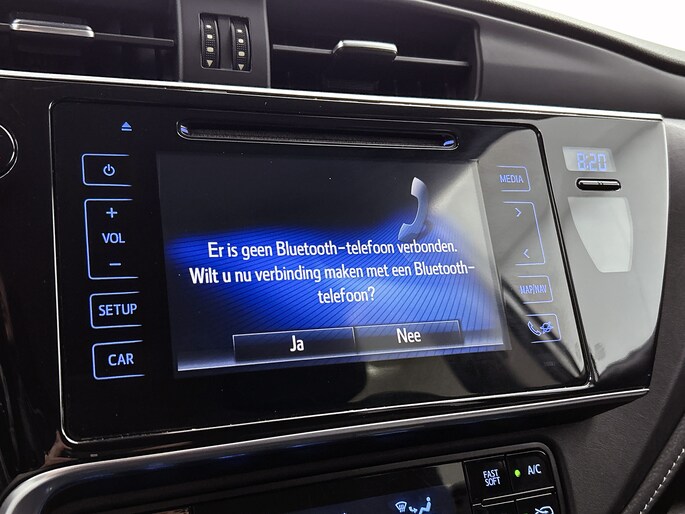 8:20
MEDIA
VOL
SETUP
CAR
MAP/NAV
Er is geen Bluetooth-telefoon verbonden.
Wilt u nu verbinding maken met een Bluetooth-
telefoon?
Ja
Nee
FAST
SOFT
A/C